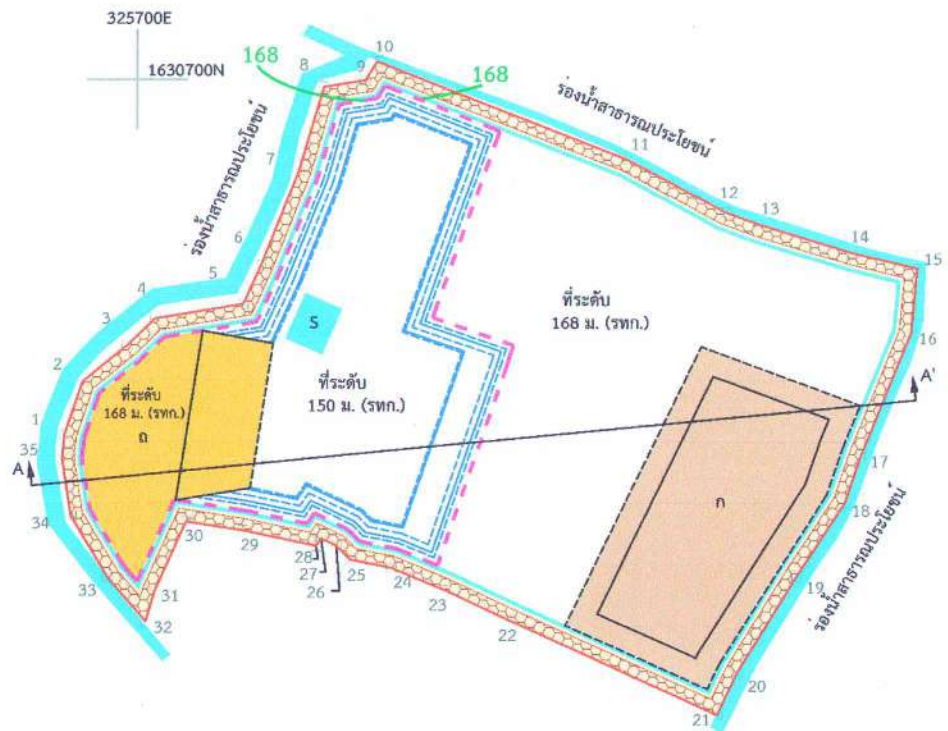 325700E
1630700N
168
168
8
9
10
ร่องน้ำสาธารณประโยชน์
11
7
ร่องน้ำสาธารณประโยชน์
12
13
14
15
6
5
4
3
2
1
35
34
33
32
31
30
29
28
27
26
25
24
23
22
21
20
19
18
17
16
ร่องน้ำสาธารณประโยชน์
S
ที่ระดับ
168 ม. (รทก.)
ที่ระดับ
150 ม. (รทก.)
ที่ระดับ
168 ม. (รทก.)
ถ
ก
A
A'